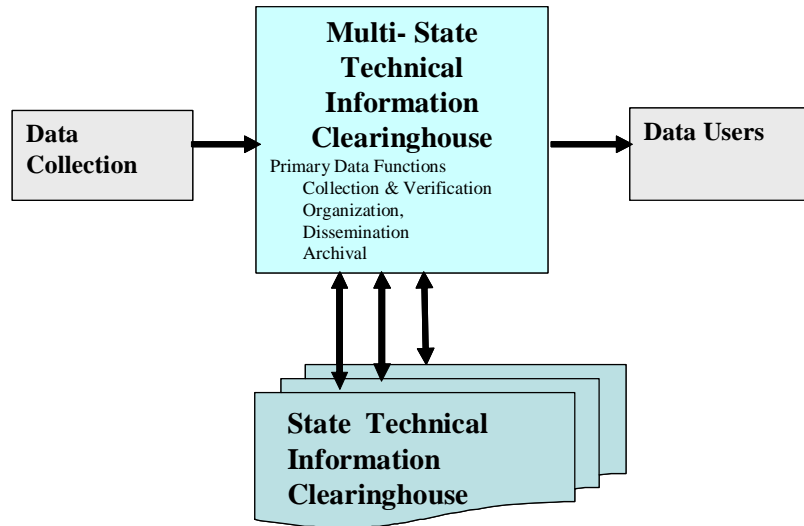 Multi- State
Technical
Information
Clearinghouse
Primary Data Functions
Collection & Verification
Organization,
Dissemination
Archival
Data
Collection
Data Users
State Technical
Information
Clearinghouse